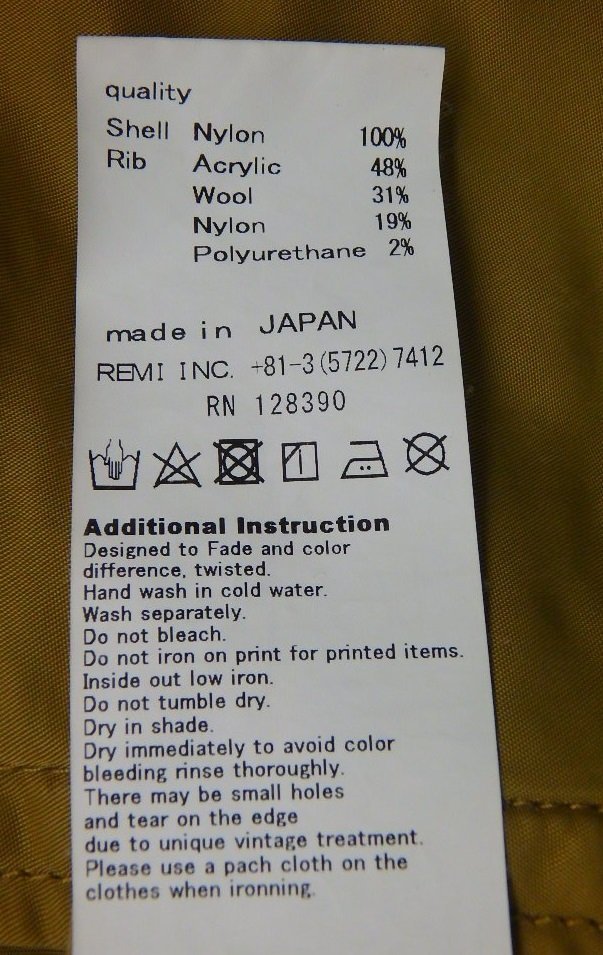 quality
Shell Nylon 100%
Rib Acrylic 48%
Wool 31%
Nylon 19%
Polyurethane 2%
made in JAPAN
REMI INC. +81-3(5722)7412
RN 128390
Additional Instruction
Designed to Fade and color
difference, twisted.
Hand wash in cold water.
Wash separately.
Do not bleach.
Do not iron on print for printed items.
Inside out low iron.
Do not tumble dry.
Dry in shade.
Dry immediately to avoid color
bleeding rinse thoroughly.
There may be small holes
and tear on the edge
due to unique vintage treatment.
Please use a pach cloth on the
clothes when ironning.